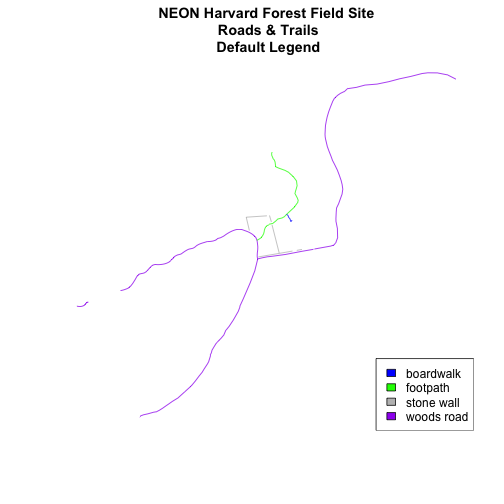 NEON Harvard Forest Field Site
Roads & Trails
Default Legend
boardwalk
footpath
stone wall
woods road